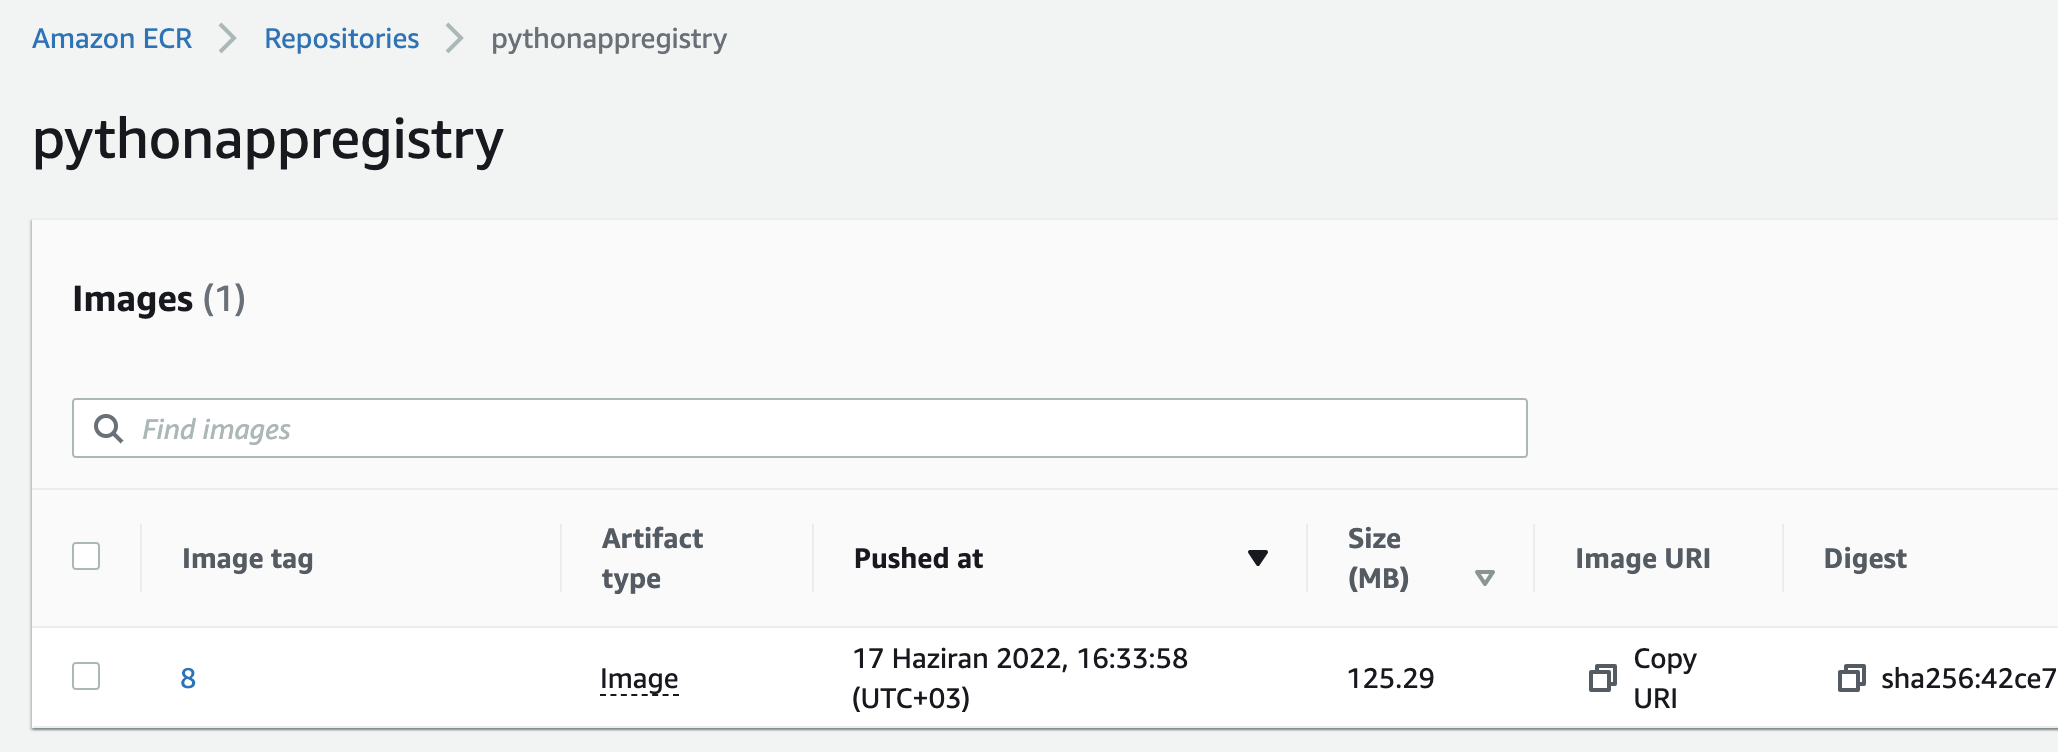 Amazon ECR Repositories pythonappregistry
pythonappregistry
Images (1)
Find images
Image tag
Artifact
type
Pushed at
Size
(MB)
Image URI
Digest
8
Image
17 Haziran 2022, 16:33:58
(UTC+03)
125.29
Copy
URI
sha256:42ce7